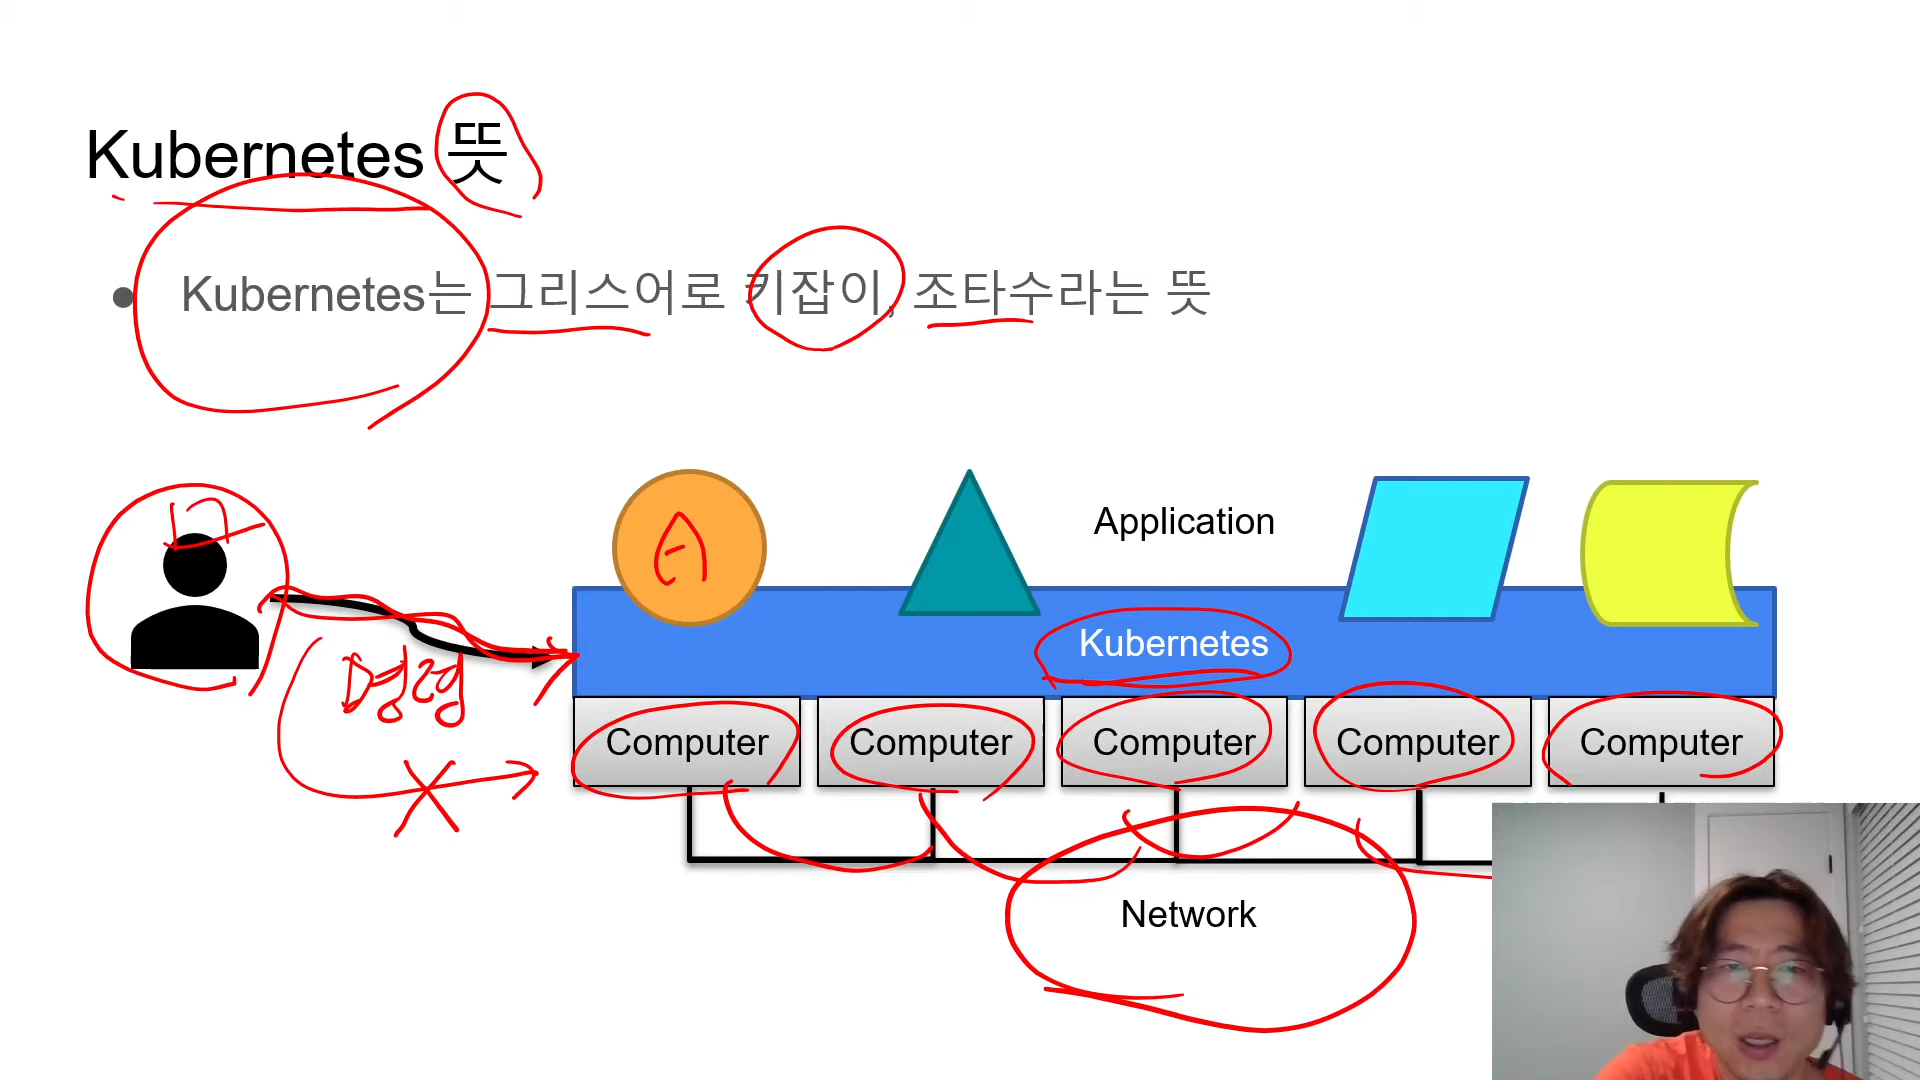 Kubernetes 뜻
● Kubernetes는 그리스어로 키잡이, 조타수라는 뜻
A
Application
Kubernetes
명령
Computer Computer Computer Computer Computer
Network